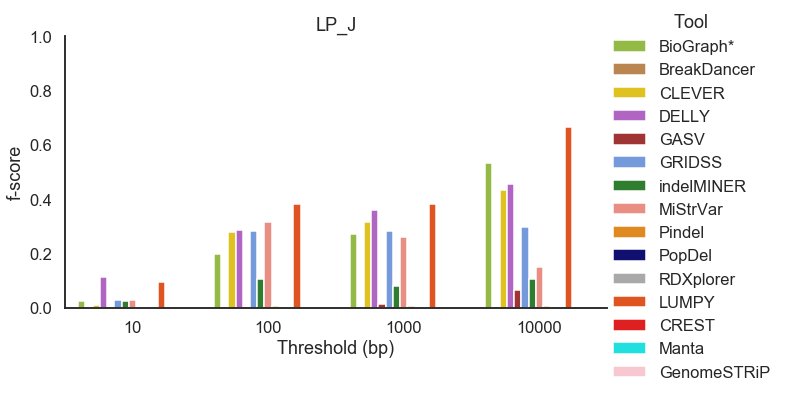 LP_J
Tool
BioGraph*
BreakDancer
CLEVER
DELLY
GASV
GRIDSS
indelMINER
MiStrVar
Pindel
PopDel
RDXplorer
LUMPY
CREST
Manta
GenomeSTRiP
f-score
1.0
0.8
0.6
0.4
0.2
0.0
10 100 1000 10000
Threshold (bp)